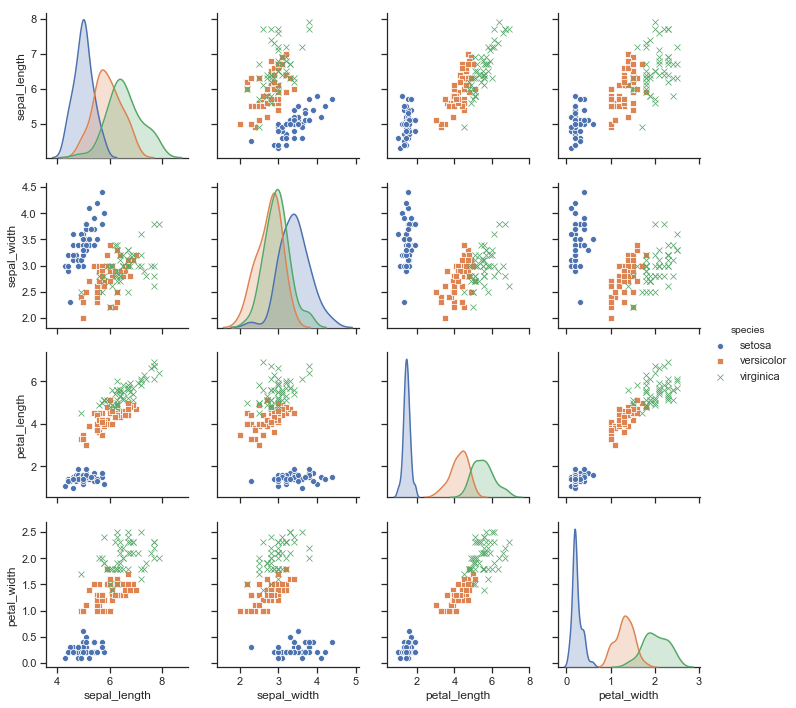 sepal_length
8
7
6
5
sepal_width
4.5
4.0
3.5
3.0
2.5
2.0
species
setosa
versicolor
virginica
petal_length
6
4
2
petal_width
2.5
2.0
1.5
1.0
0.5
0.0
4 6 8 2 3 4 5 2 4 6 8 0 1 2 3
sepal_length sepal_width petal_length petal_width